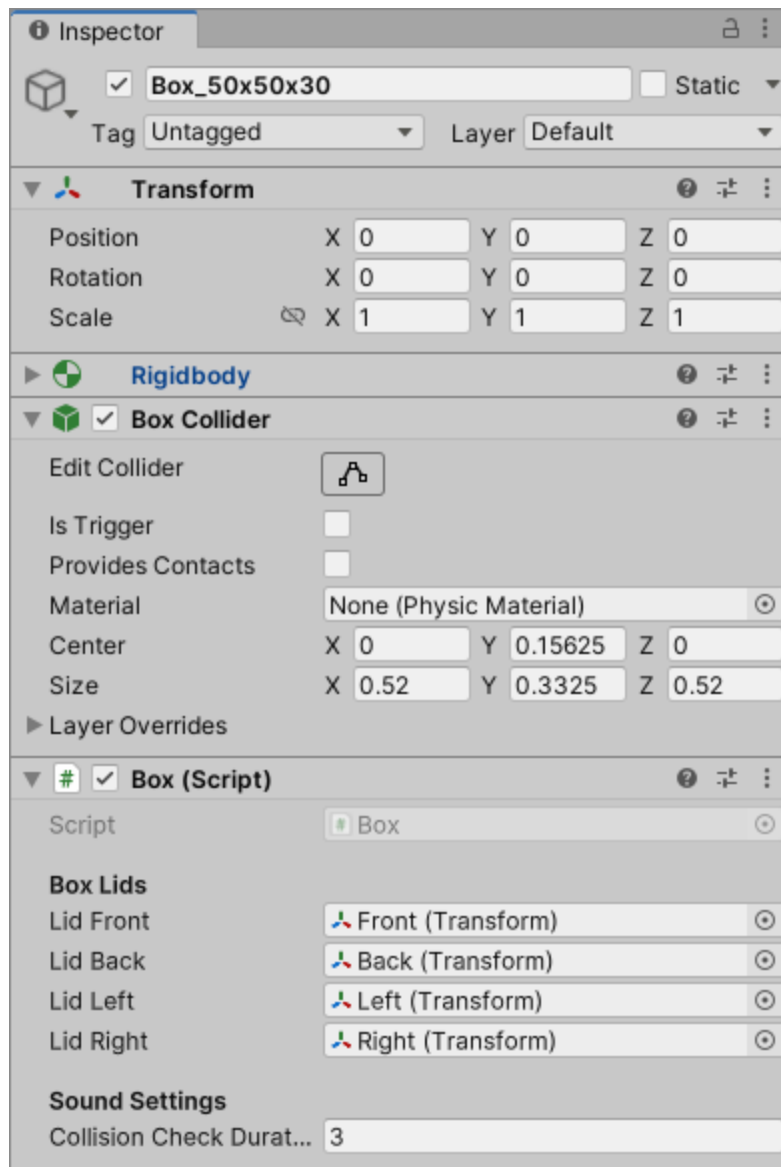 Inspector
Box_50x50x30 Static
Tag Untagged Layer Default
Transform
Position X 0 Y 0 Z 0
Rotation X 0 Y 0 Z 0
Scale X 1 Y 1 Z 1
Rigidbody
Box Collider
Edit Collider
Is Trigger
Provides Contacts
Material None (Physic Material)
Center X 0 Y 0.15625 Z 0
Size X 0.52 Y 0.3325 Z 0.52
Layer Overrides
# Box (Script)
Script # Box
Box Lids
Lid Front Front (Transform)
Lid Back Back (Transform)
Lid Left Left (Transform)
Lid Right Right (Transform)
Sound Settings
Collision Check Durat... 3